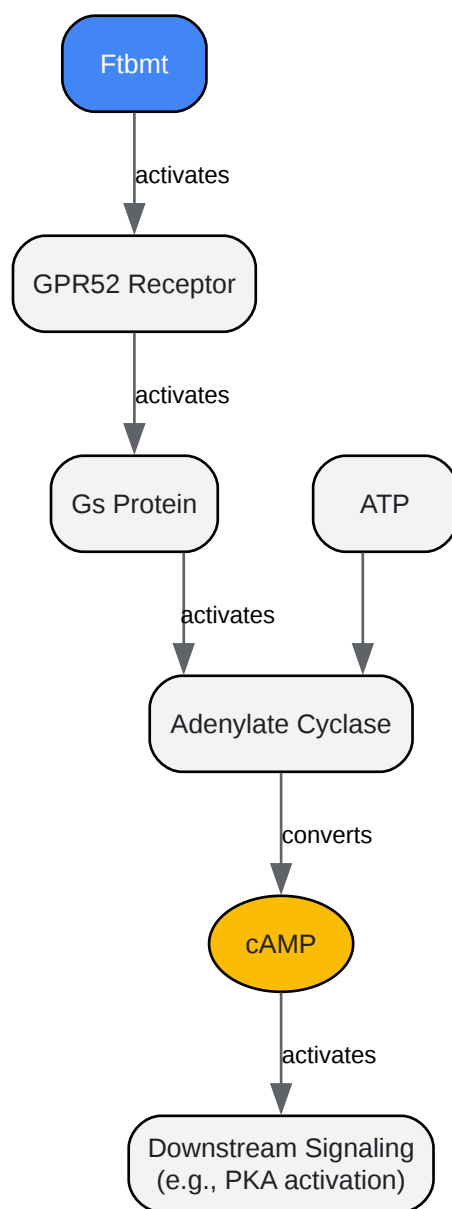 Ftbmt
activates
GPR52 Receptor
activates
Gs Protein
ATP
activates
Adenylate Cyclase
converts
cAMP
activates
Downstream Signaling
(e.g., PKA activation)